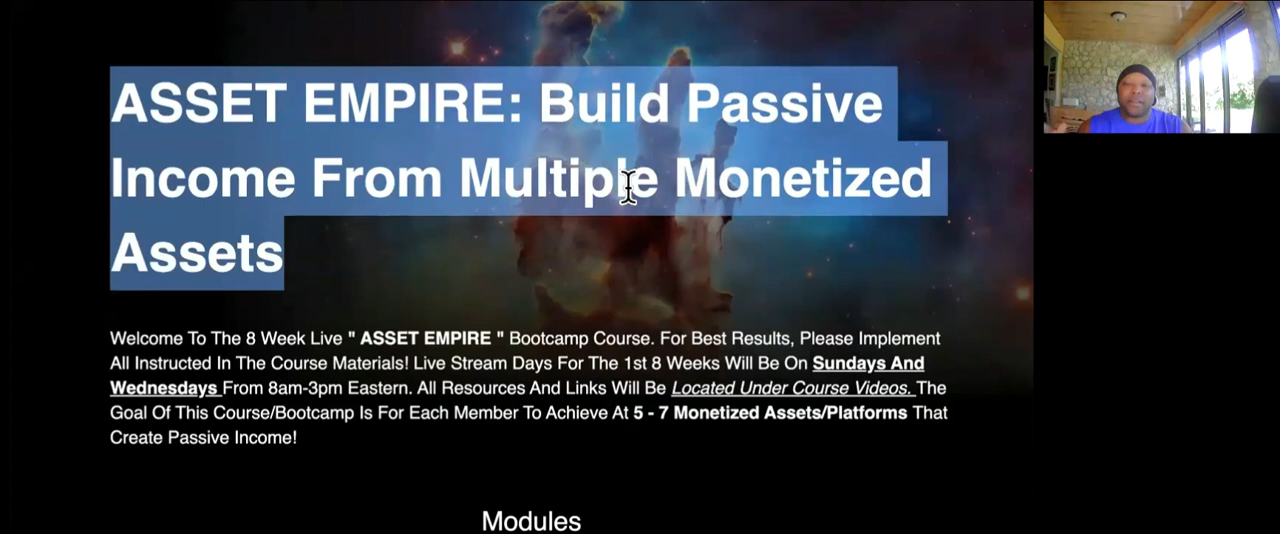 ASSET EMPIRE: Build Passive
Income From Multiple Monetized
Assets
Welcome To The 8 Week Live " ASSET EMPIRE " Bootcamp Course. For Best Results, Please Implement
All Instructed In The Course Materials! Live Stream Days For The 1st 8 Weeks Will Be On Sundays And
Wednesdays From 8am-3pm Eastern. All Resources And Links Will Be Located Under Course Videos. The
Goal Of This Course/Bootcamp Is For Each Member To Achieve At 5 - 7 Monetized Assets/Platforms That
Create Passive Income!
Modules